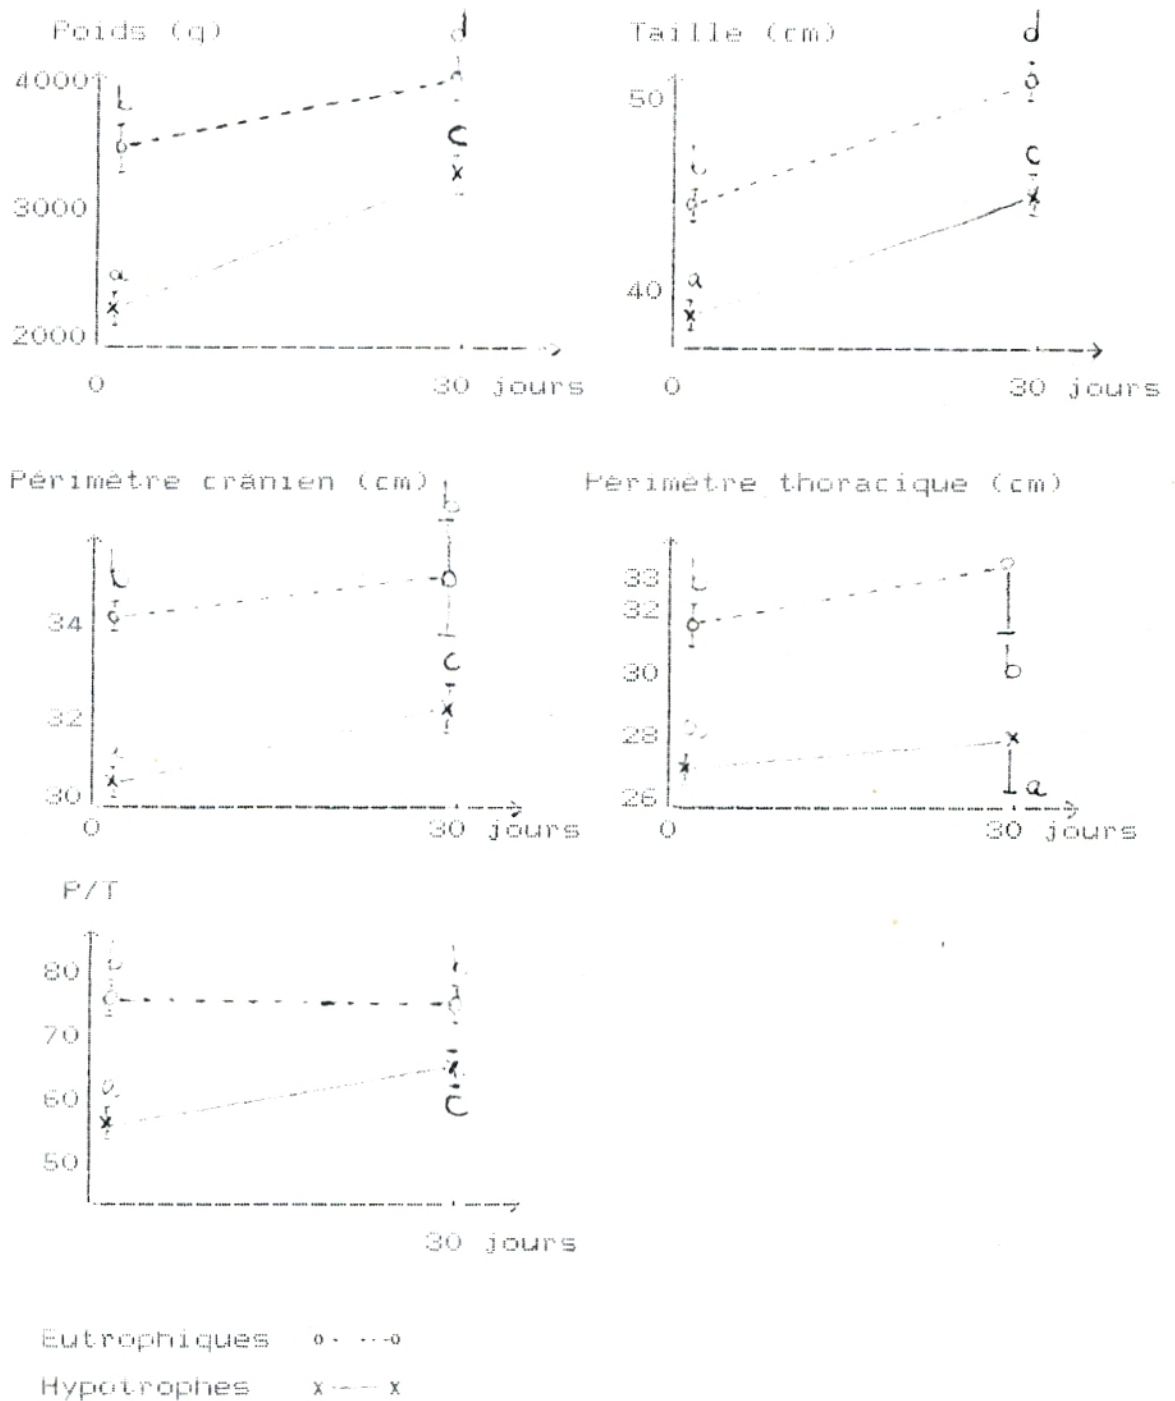 Poids (g)
d
4000
b
C
3000
a
2000
0
30 jours
Taille (cm)
d
50
b
C
40
a
0
30 jours
Périmètre crânien (cm)
b
b
34
C
32
30
0
30 jours
Périmètre thoracique (cm)
b
33
32
30
b
28
a
26
a
0
30 jours
P/T
80
b
70
60
a
C
50
30 jours
Eutrophiques o- ---o
Hypotrophes x---- x